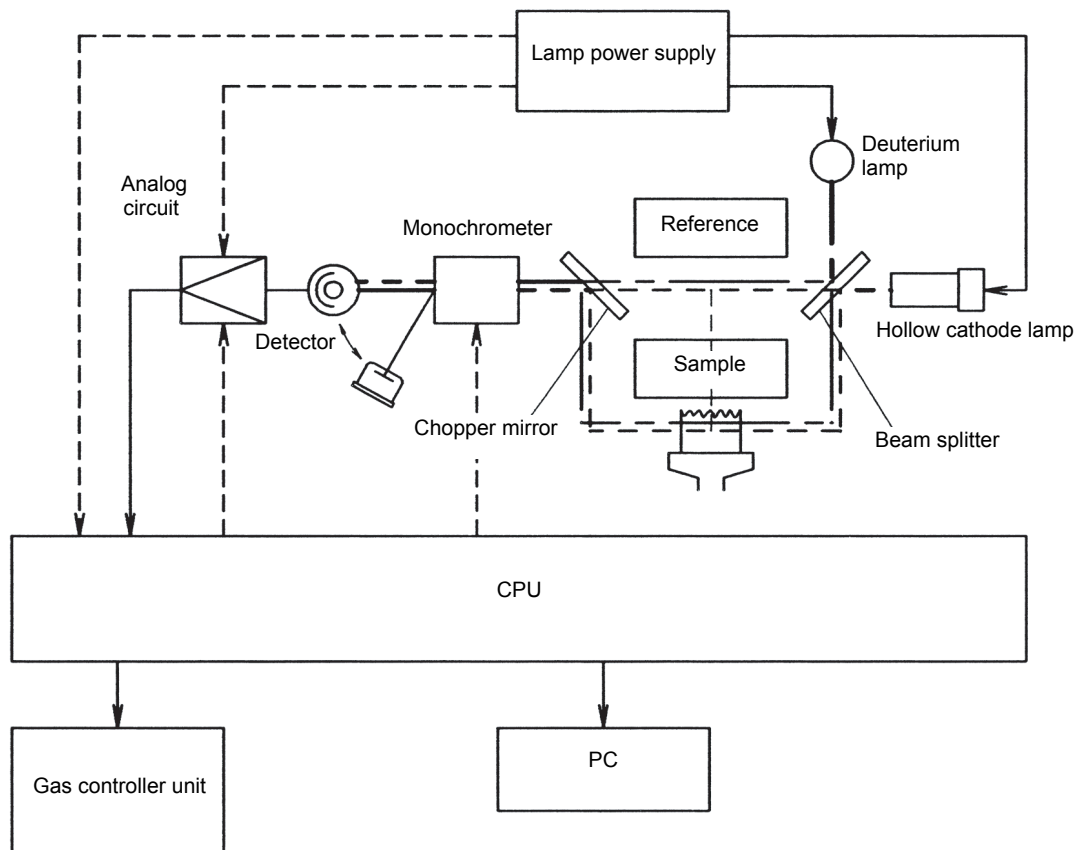 Lamp power supply
Deuterium
lamp
Analog
circuit
Monochrometer
Reference
Detector
Hollow cathode lamp
Sample
Chopper mirror
Beam splitter
CPU
PC
Gas controller unit